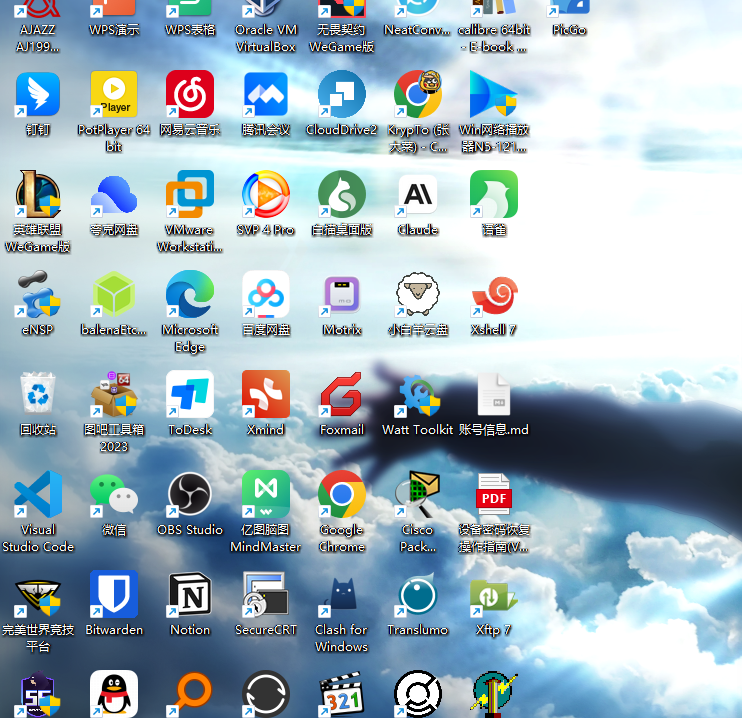 AJAZZ
AJ199...
WPS演示
WPS表格
Oracle VM
VirtualBox
无畏契约
WeGame版
NeatConv...
calibre 64bit
- E-book ...
PicGo
钉钉
Player
PotPlayer 64
bit
网易云音乐
腾讯会议
CloudDrive2
KrypTo (张
大苯) - C...
Win网络播放
器N5-121...
英雄联盟
WeGame版
夸克网盘
VMware
Workstati...
SVP 4 Pro
白猫桌面版
Claude
语雀
eNSP
balenaEtc...
Microsoft
Edge
百度网盘
Motrix
小白羊云盘
Xshell 7
回收站
图吧工具箱
2023
ToDesk
Xmind
Foxmail
Watt Toolkit
账号信息.md
Visual
Studio Code
微信
OBS Studio
亿图脑图
MindMaster
Google
Chrome
Cisco
Pack...
PDF
设备密码恢复
操作指南(V...
完美世界竞技
平台
Bitwarden
Notion
SecureCRT
Clash for
Windows
Translumo
Xftp 7
321